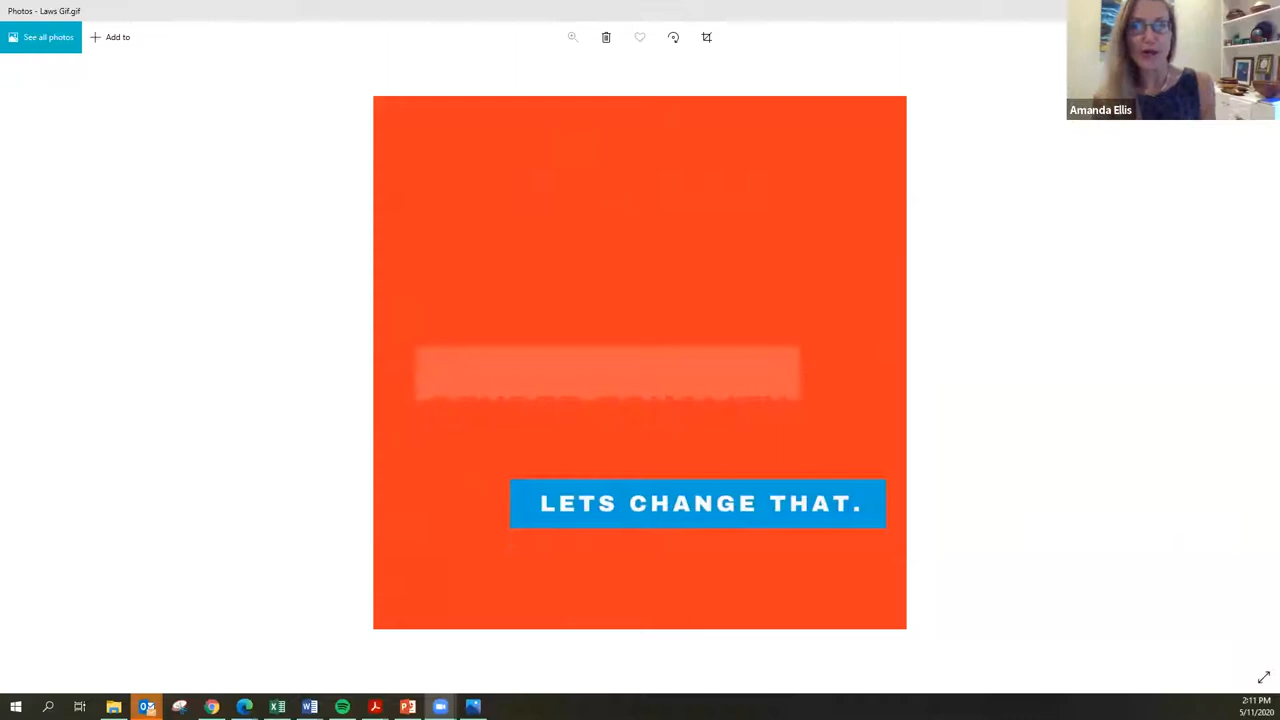 Photos - Laws Gif.gif
See all photos
Add to
Amanda Ellis
LETS CHANGE THAT.
2:11 PM
5/11/2020